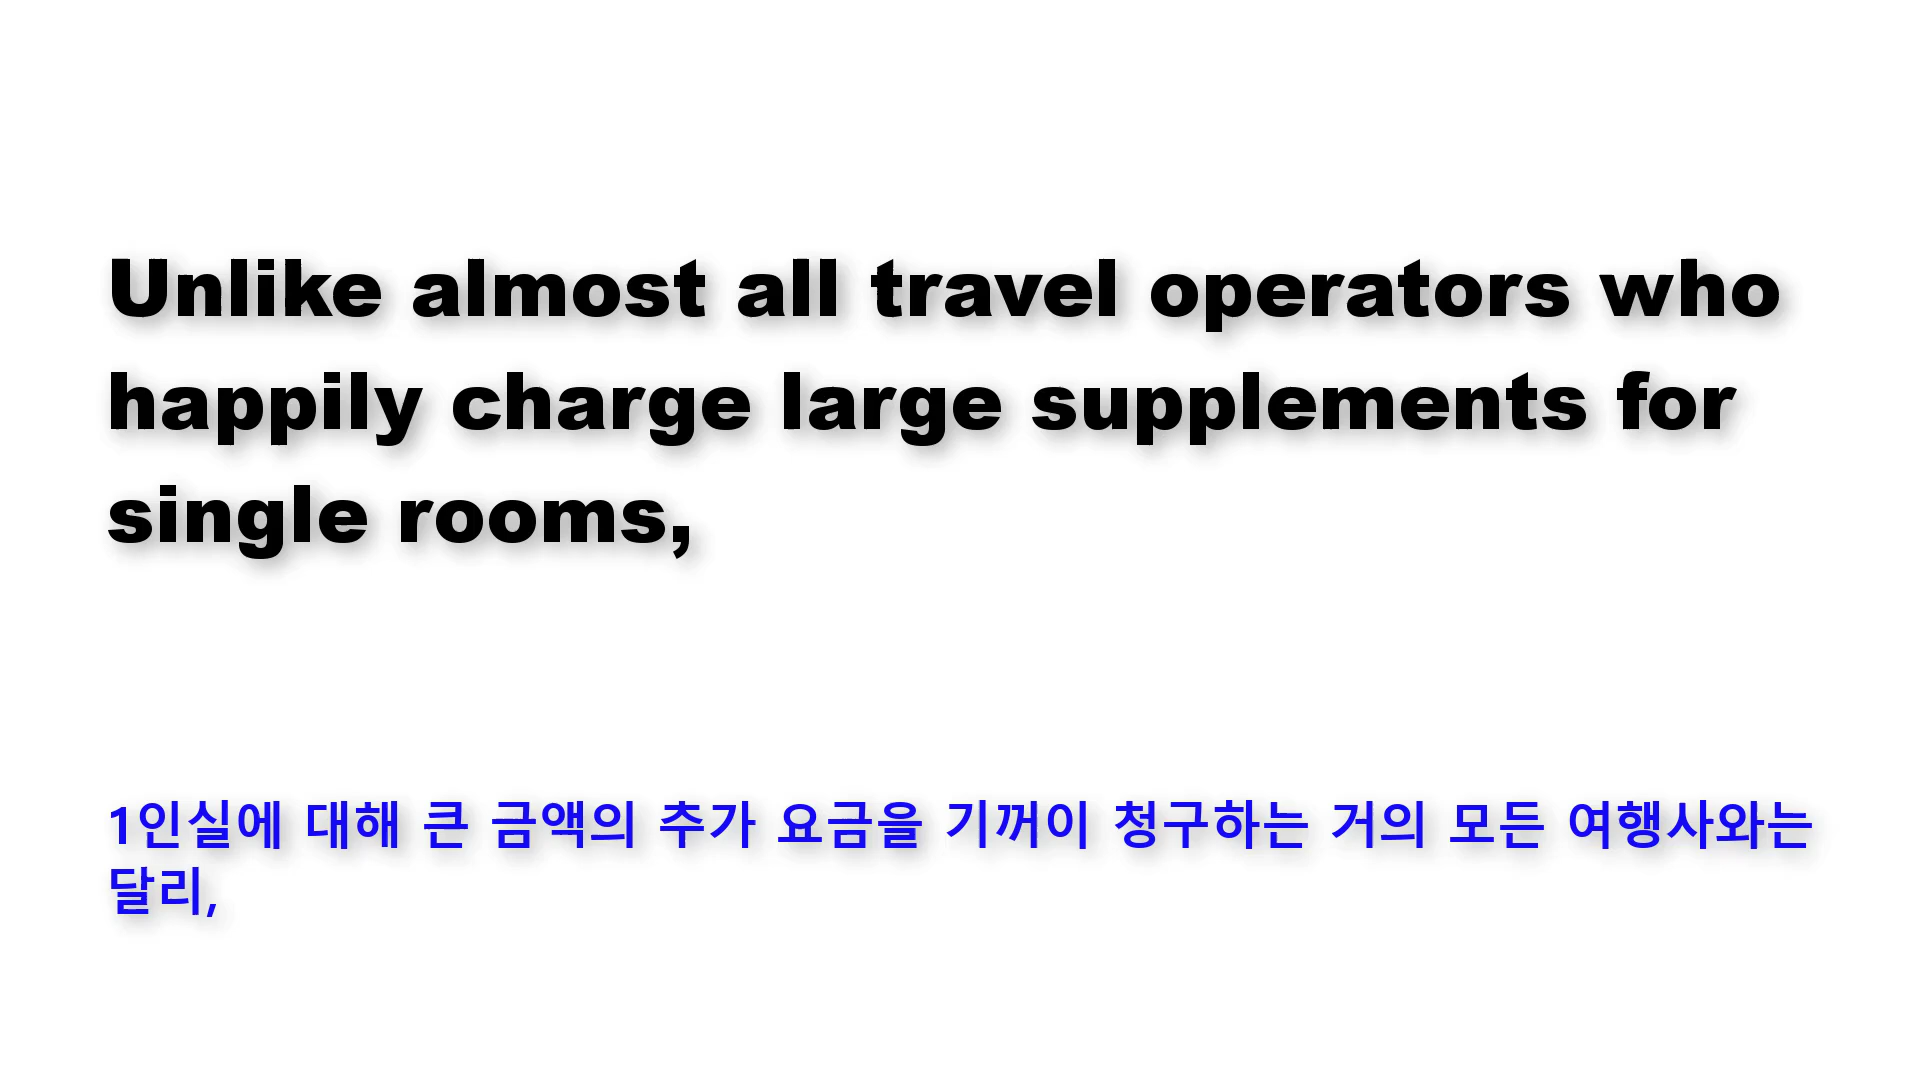 Unlike almost all travel operators who
happily charge large supplements for
single rooms,
1인실에 대해 큰 금액의 추가 요금을 기꺼이 청구하는 거의 모든 여행사와는
달리,